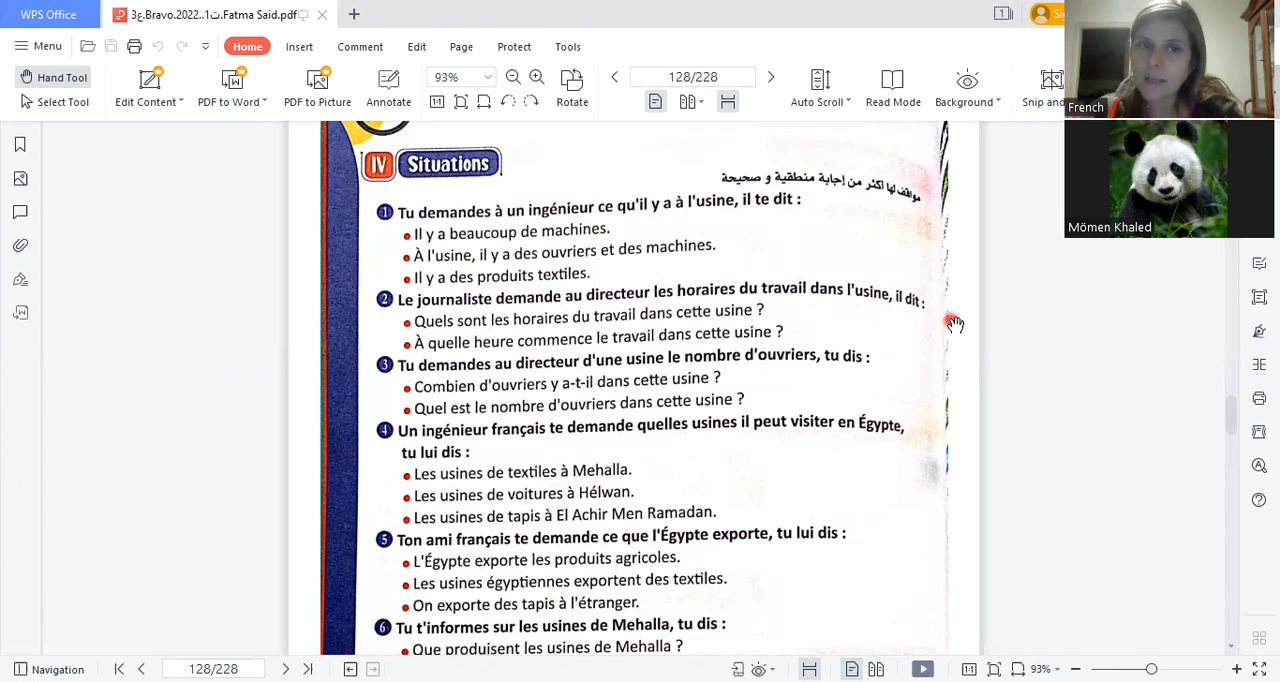 WPS Office
3ع.Bravo.2022..1ت.Fatma Said.pdf
1
Menu
Home
Insert
Comment
Edit
Page
Protect
Tools
Hand Tool
Select Tool
Edit Content
PDF to Word
PDF to Picture
Annotate
93%
Rotate
128/228
Auto Scroll
Read Mode
Background
Snip and
French
Mömen Khaled
IV Situations
مواقف لها أكثر من إجابة منطقية و صحيحة
1 Tu demandes à un ingénieur ce qu'il y a à l'usine, il te dit :
• Il y a beaucoup de machines.
• À l'usine, il y a des ouvriers et des machines.
• Il y a des produits textiles.
2 Le journaliste demande au directeur les horaires du travail dans l'usine, il dit :
• Quels sont les horaires du travail dans cette usine ?
• À quelle heure commence le travail dans cette usine ?
3 Tu demandes au directeur d'une usine le nombre d'ouvriers, tu dis :
• Combien d'ouvriers y a-t-il dans cette usine ?
• Quel est le nombre d'ouvriers dans cette usine ?
4 Un ingénieur français te demande quelles usines il peut visiter en Égypte,
tu lui dis :
• Les usines de textiles à Mehalla.
• Les usines de voitures à Hélwan.
• Les usines de tapis à El Achir Men Ramadan.
5 Ton ami français te demande ce que l'Égypte exporte, tu lui dis :
• L'Égypte exporte les produits agricoles.
• Les usines égyptiennes exportent des textiles.
• On exporte des tapis à l'étranger.
6 Tu t'informes sur les usines de Mehalla, tu dis :
• Que produisent les usines de Mehalla ?
Navigation
128/228
93%